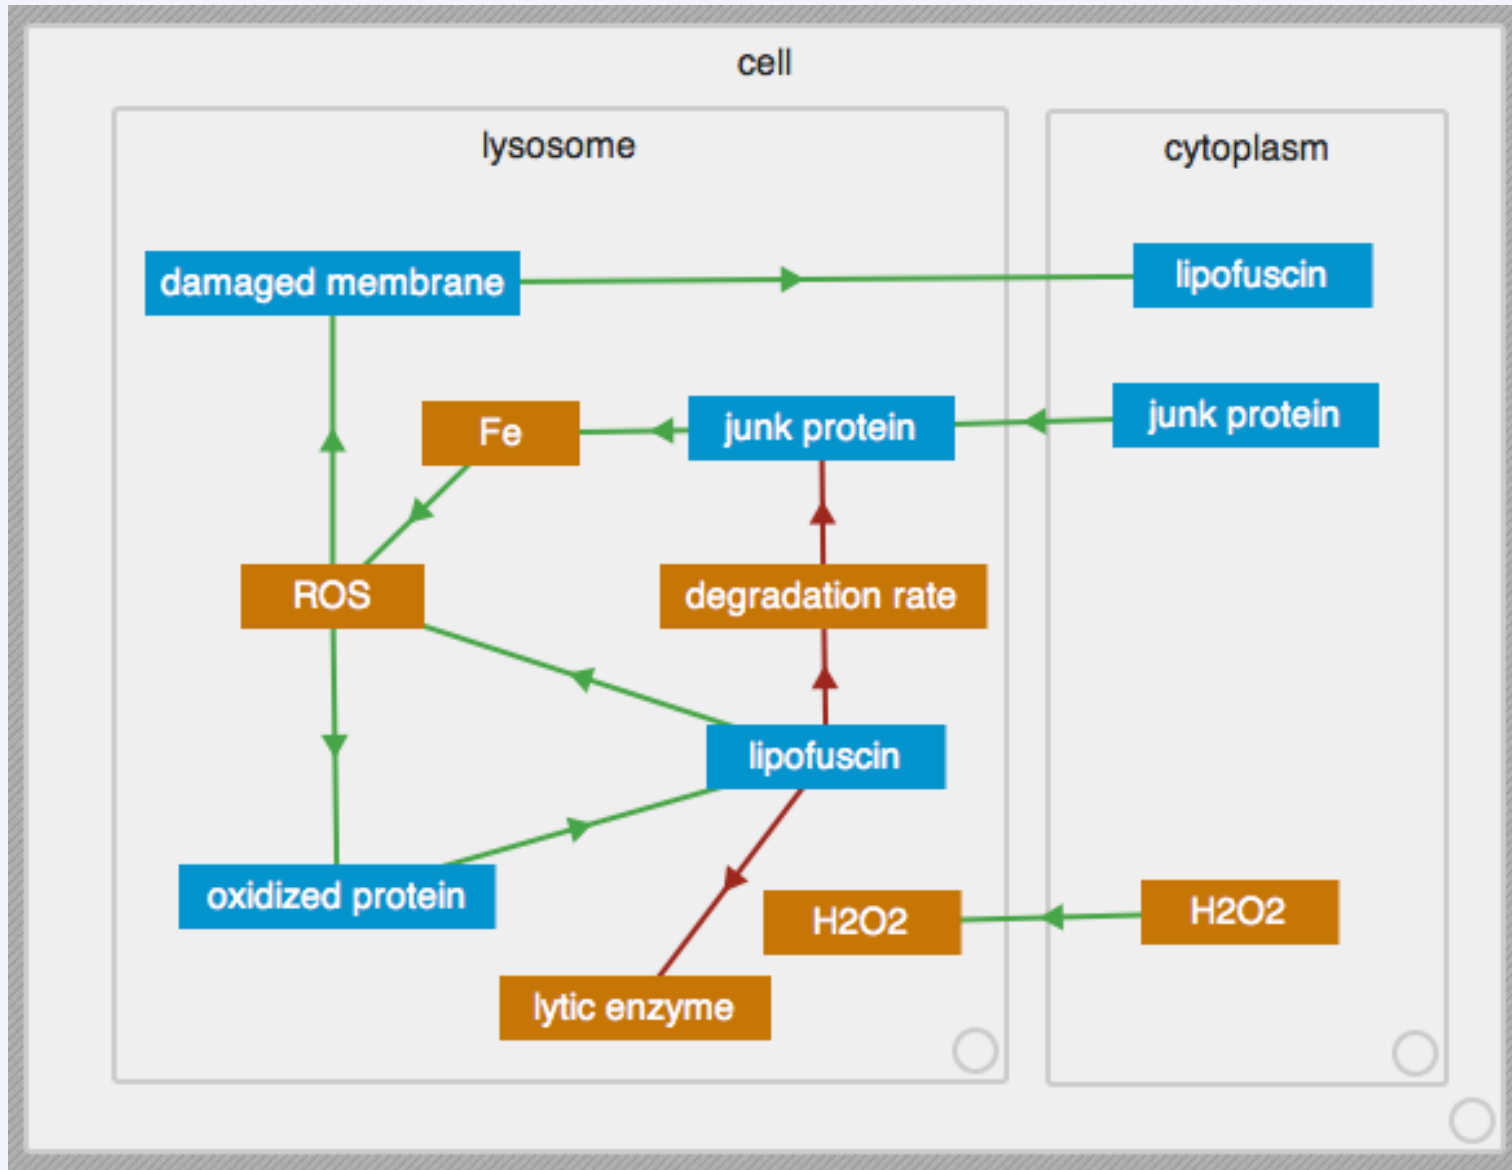 cell
lysosome
cytoplasm
damaged membrane
lipofuscin
Fe
junk protein
junk protein
ROS
degradation rate
lipofuscin
oxidized protein
H2O2
H2O2
lytic enzyme